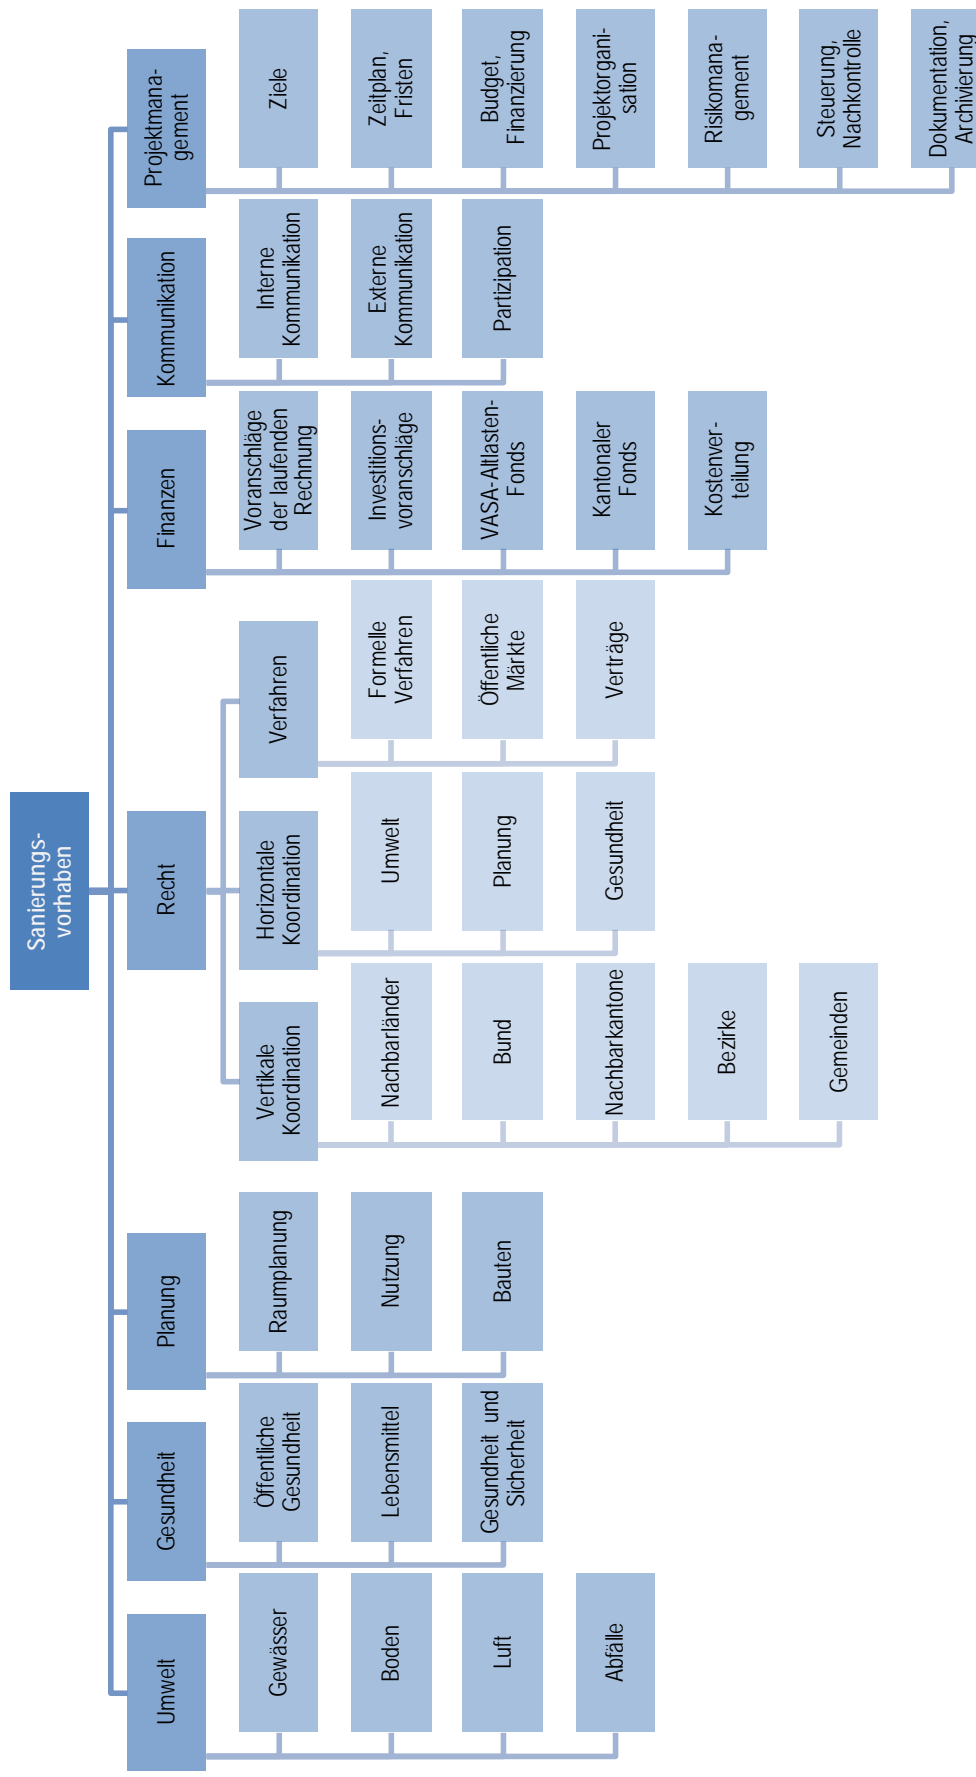 Sanierungs-
vorhaben
Umwelt
Gewässer
Boden
Luft
Abfälle
Gesundheit
Öffentliche
Gesundheit
Lebensmittel
Gesundheit und
Sicherheit
Planung
Raumplanung
Nutzung
Bauten
Recht
Vertikale
Koordination
Nachbarländer
Bund
Nachbarkantone
Bezirke
Gemeinden
Horizontale
Koordination
Umwelt
Planung
Gesundheit
Verfahren
Formelle
Verfahren
Öffentliche
Märkte
Verträge
Finanzen
Voranschläge
der laufenden
Rechnung
Investitions-
voranschläge
VASA-Altlasten-
Fonds
Kantonaler
Fonds
Kostenver-
teilung
Kommunikation
Interne
Kommunikation
Externe
Kommunikation
Partizipation
Projektmana-
gement
Ziele
Zeitplan,
Fristen
Budget,
Finanzierung
Projektorgani-
sation
Risikomana-
gement
Steuerung,
Nachkontrolle
Dokumentation,
Archivierung